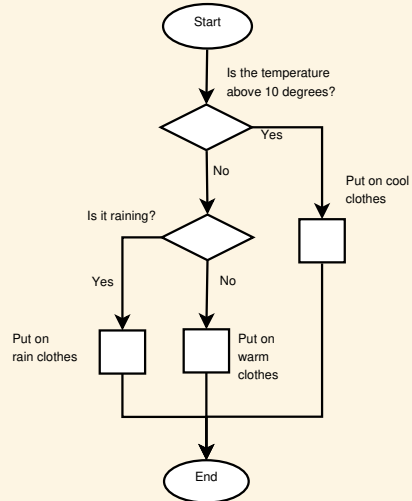 Start
Is the temperature
above 10 degrees?
Yes
No
Put on cool
clothes
Is it raining?
Yes
No
Put on
rain clothes
Put on
warm
clothes
End